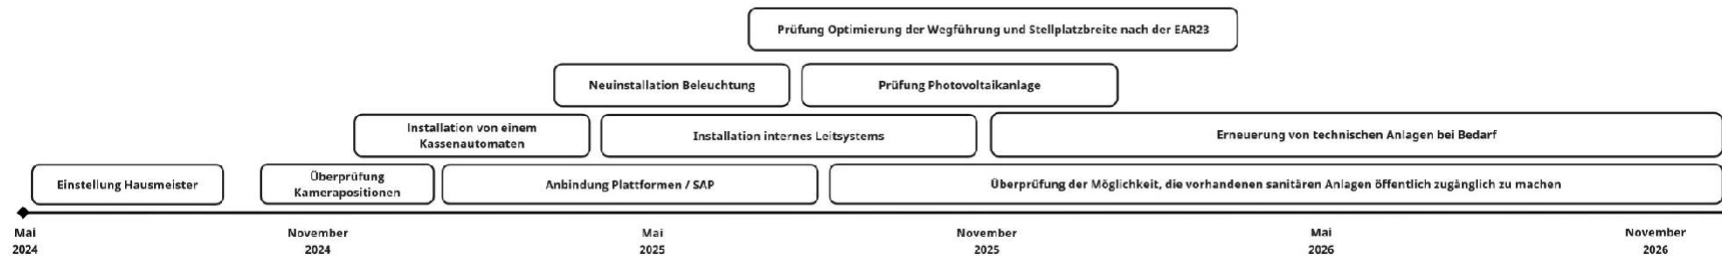 Prüfung Optimierung der Wegführung und Stellplatzbreite nach der EAR23
Neuinstallation Beleuchtung
Prüfung Photovoltaikanlage
Installation von einem
Kassenautomaten
Installation internes Leitsystems
Erneuerung von technischen Anlagen bei Bedarf
Einstellung Hausmeister
Überprüfung
Kamerapositionen
Anbindung Plattformen / SAP
Überprüfung der Möglichkeit, die vorhandenen sanitären Anlagen öffentlich zugänglich zu machen
Mai
2024
November
2024
Mai
2025
November
2025
Mai
2026
November
2026